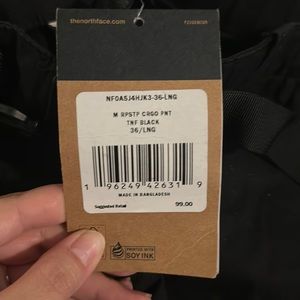 thenorthface.com
NF0A5J4HJK3-36-LNG
M RPSTP CRGO PNT
TNF BLACK
36/LNG
1 96249 42631 9
MADE IN BANGLADESH
Suggested Retail 99.00
PRINTED WITH
SOY INK